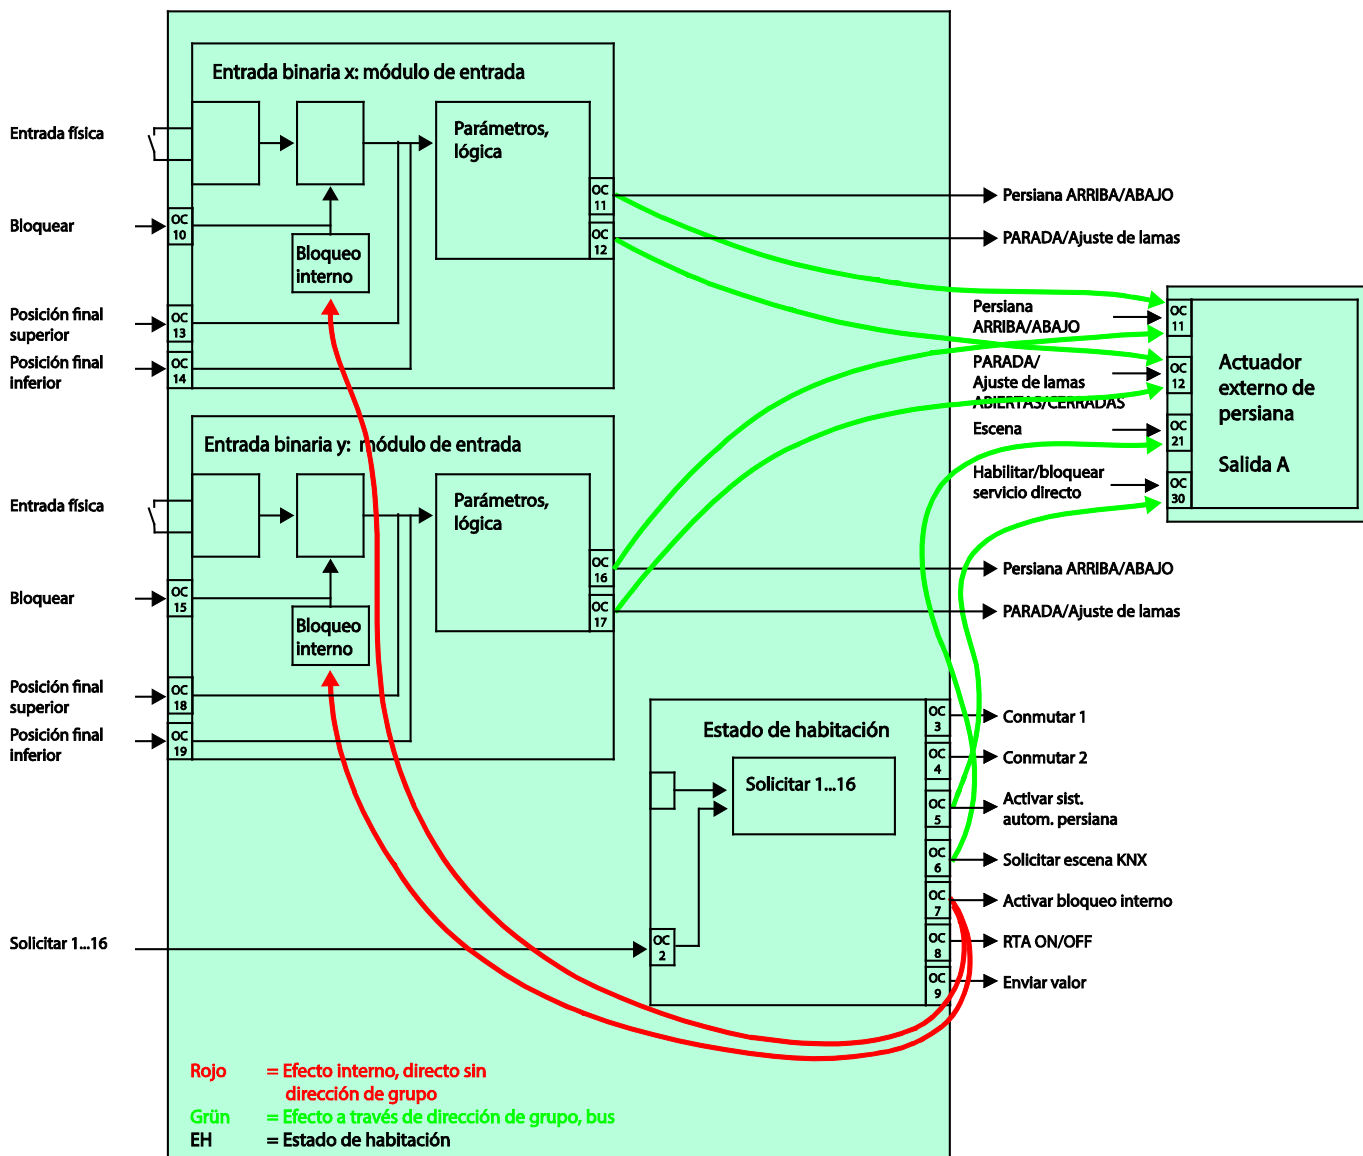 Entrada binaria x: módulo de entrada
Entrada física
Parámetros,
lógica
OC
11
Persiana ARRIBA/ABAJO
Bloquear
OC
10
OC
12
PARADA/Ajuste de lamas
Bloqueo
interno
Posición final
superior
OC
13
Posición final
inferior
OC
14
Persiana
ARRIBA/ABAJO
OC
11
PARADA/
Ajuste de lamas
ABIERTAS/CERRADAS
OC
12
Escena
OC
21
Habilitar/bloquear
servicio directo
OC
30
Actuador
externo de
persiana
Salida A
Entrada binaria y: módulo de entrada
Entrada física
Parámetros,
lógica
OC
16
Persiana ARRIBA/ABAJO
Bloquear
OC
15
OC
17
PARADA/Ajuste de lamas
Bloqueo
interno
Posición final
superior
OC
18
Posición final
inferior
OC
19
Estado de habitación
Solicitar 1...16
OC
3
Conmutar 1
OC
4
Conmutar 2
OC
5
Activar sist.
autom. persiana
OC
6
Solicitar escena KNX
OC
7
Activar bloqueo interno
OC
8
RTA ON/OFF
OC
9
Enviar valor
Solicitar 1...16
OC
2
Rojo = Efecto interno, directo sin
dirección de grupo
Grün = Efecto a través de dirección de grupo, bus
EH = Estado de habitación